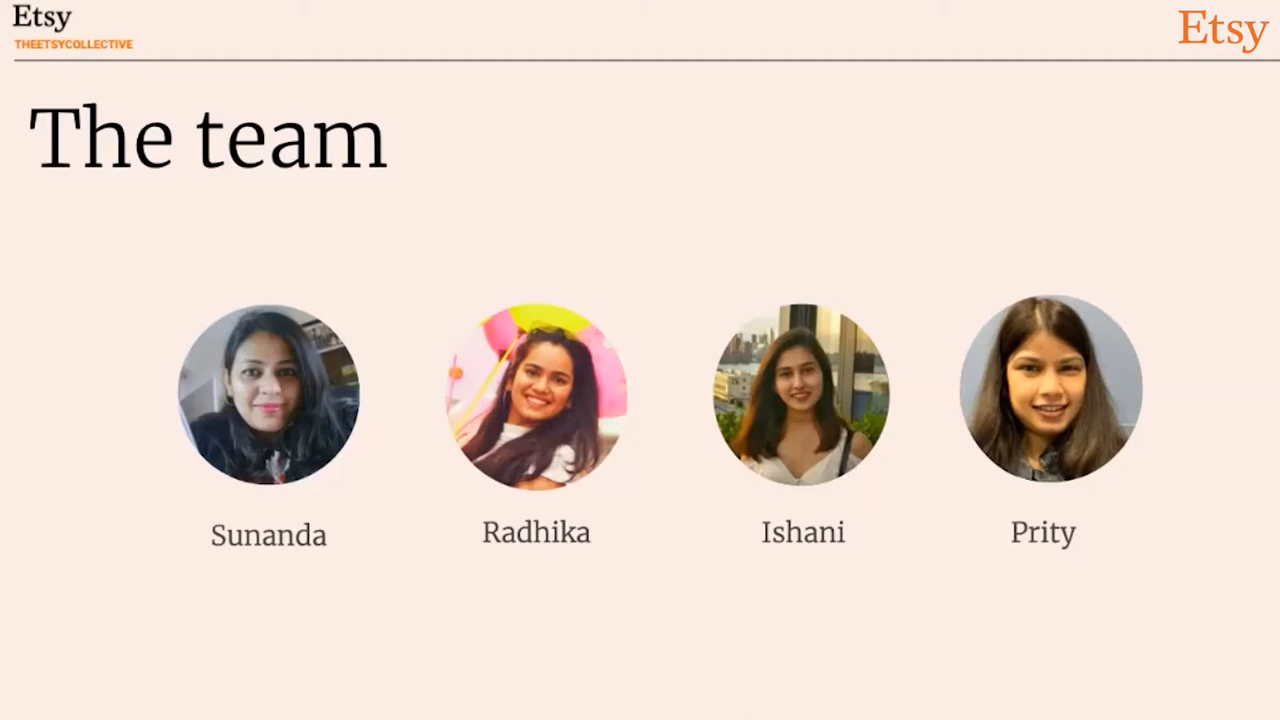 Etsy
THEETSYCOLLECTIVE
Etsy
The team
Sunanda
Radhika
Ishani
Prity